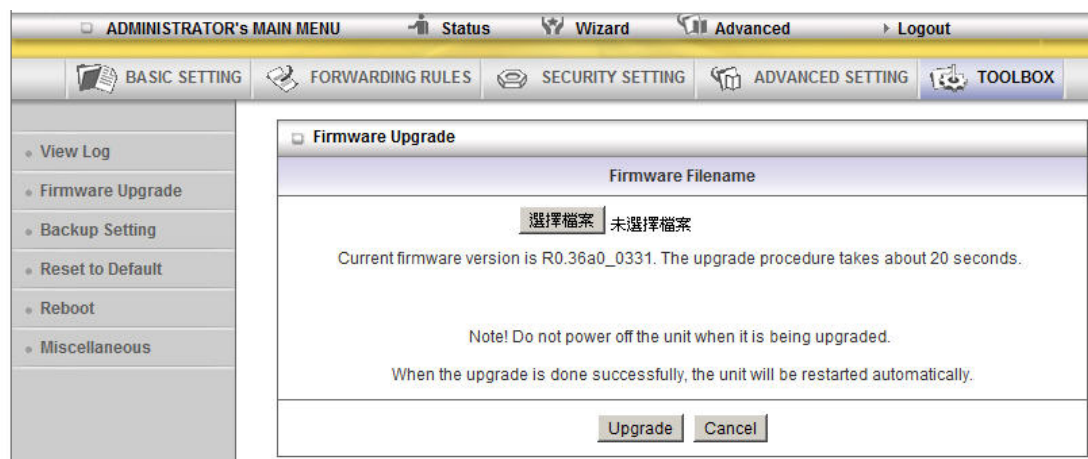 ADMINISTRATOR's MAIN MENU Status Wizard Advanced Logout
BASIC SETTING FORWARDING RULES SECURITY SETTING ADVANCED SETTING TOOLBOX
View Log
Firmware Upgrade
Backup Setting
Reset to Default
Reboot
Miscellaneous
Firmware Upgrade
Firmware Filename
選擇檔案 未選擇檔案
Current firmware version is R0.36a0_0331. The upgrade procedure takes about 20 seconds.
Note! Do not power off the unit when it is being upgraded.
When the upgrade is done successfully, the unit will be restarted automatically.
Upgrade Cancel